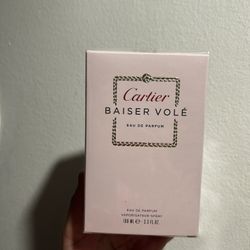 Cartier
BAISER VOLÉ
EAU DE PARFUM
EAU DE PARFUM
VAPORISATEUR SPRAY
100 ML ℮ 3.3 FL.OZ.